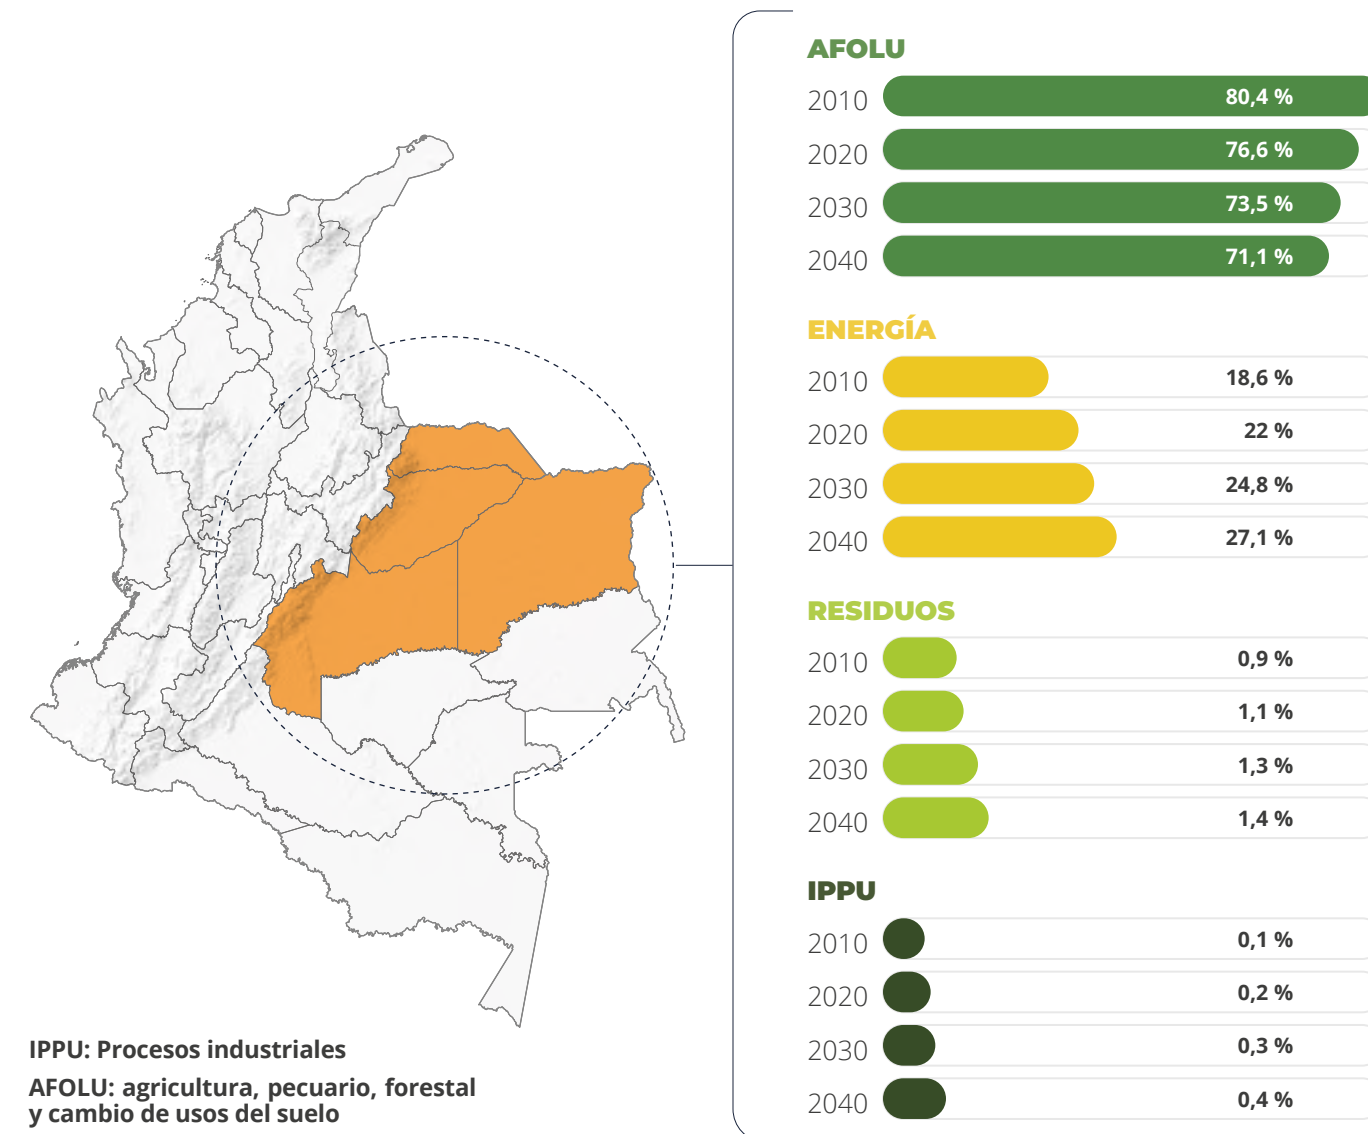 AFOLU
2010 80,4 %
2020 76,6 %
2030 73,5 %
2040 71,1 %
ENERGÍA
2010 18,6 %
2020 22 %
2030 24,8 %
2040 27,1 %
RESIDUOS
2010 0,9 %
2020 1,1 %
2030 1,3 %
2040 1,4 %
IPPU
2010 0,1 %
2020 0,2 %
2030 0,3 %
2040 0,4 %
IPPU: Procesos industriales
AFOLU: agricultura, pecuario, forestal
y cambio de usos del suelo